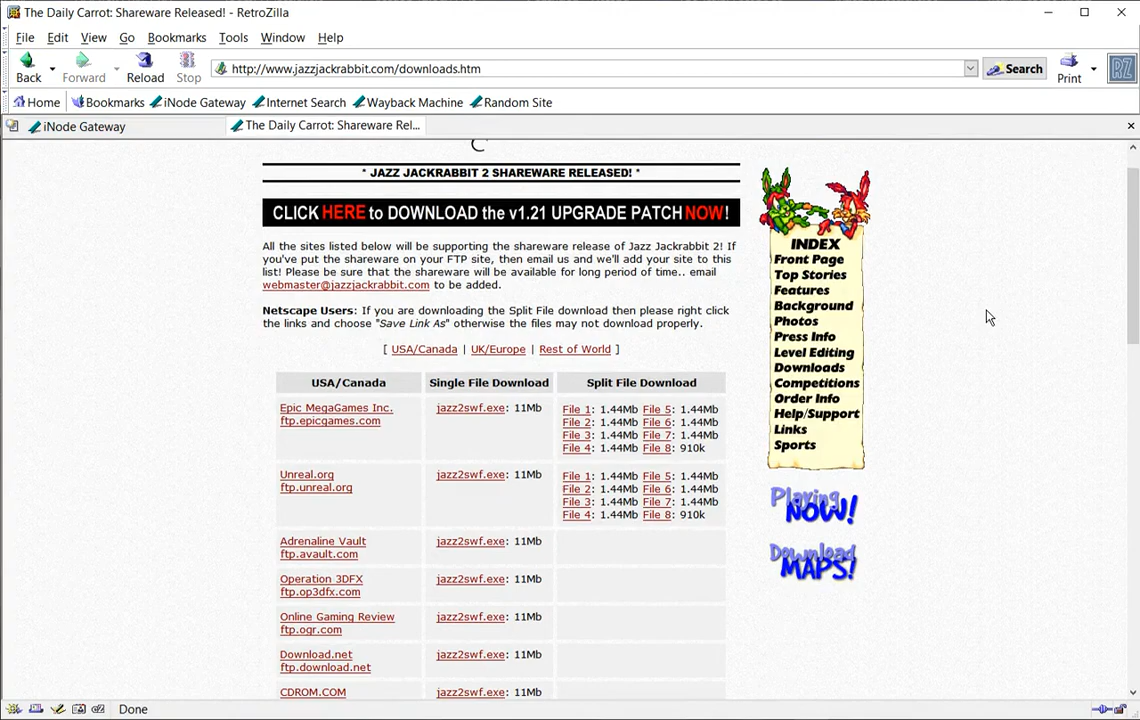 The Daily Carrot: Shareware Released! - RetroZilla
File Edit View Go Bookmarks Tools Window Help
Back Forward Reload Stop http://www.jazzjackrabbit.com/downloads.htm Search Print RZ
Home Bookmarks iNode Gateway Internet Search Wayback Machine Random Site
iNode Gateway The Daily Carrot: Shareware Rel...
* JAZZ JACKRABBIT 2 SHAREWARE RELEASED! *
CLICK HERE to DOWNLOAD the v1.21 UPGRADE PATCH NOW!
All the sites listed below will be supporting the shareware release of Jazz Jackrabbit 2! If
you've put the shareware on your FTP site, then email us and we'll add your site to this
list! Please be sure that the shareware will be available for long period of time.. email
webmaster@jazzjackrabbit.com to be added.
Netscape Users: If you are downloading the Split File download then please right click
the links and choose "Save Link As" otherwise the files may not download properly.
[ USA/Canada | UK/Europe | Rest of World ]
USA/Canada Single File Download Split File Download
Epic MegaGames Inc. jazz2swf.exe: 11Mb File 1: 1.44Mb File 5: 1.44Mb
ftp.epicgames.com File 2: 1.44Mb File 6: 1.44Mb
File 3: 1.44Mb File 7: 1.44Mb
File 4: 1.44Mb File 8: 910k
Unreal.org jazz2swf.exe: 11Mb File 1: 1.44Mb File 5: 1.44Mb
ftp.unreal.org File 2: 1.44Mb File 6: 1.44Mb
File 3: 1.44Mb File 7: 1.44Mb
File 4: 1.44Mb File 8: 910k
Adrenaline Vault jazz2swf.exe: 11Mb
ftp.avault.com
Operation 3DFX jazz2swf.exe: 11Mb
ftp.op3dfx.com
Online Gaming Review jazz2swf.exe: 11Mb
ftp.ogr.com
Download.net jazz2swf.exe: 11Mb
ftp.download.net
CDROM.COM jazz2swf.exe: 11Mb
INDEX
Front Page
Top Stories
Features
Background
Photos
Press Info
Level Editing
Downloads
Competitions
Order Info
Help/Support
Links
Sports
Playing
NOW!
Download
MAPS!
Done